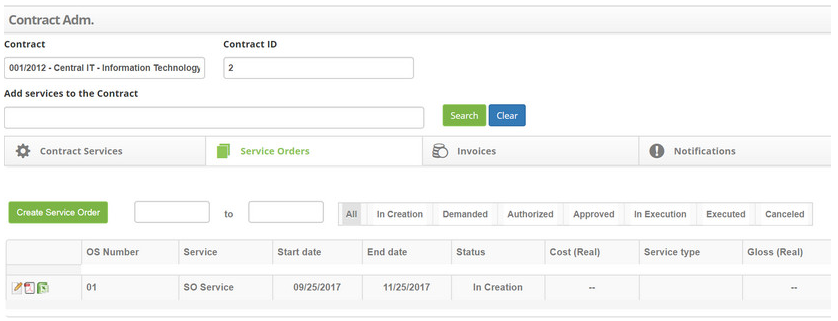 Contract Adm.
Contract Contract ID
001/2012 - Central IT - Information Technology 2
Add services to the Contract
Search Clear
Contract Services Service Orders Invoices Notifications
Create Service Order to All In Creation Demanded Authorized Approved In Execution Executed Canceled
OS Number Service Start date End date Status Cost (Real) Service type Gloss (Real)
01 SO Service 09/25/2017 11/25/2017 In Creation -- --